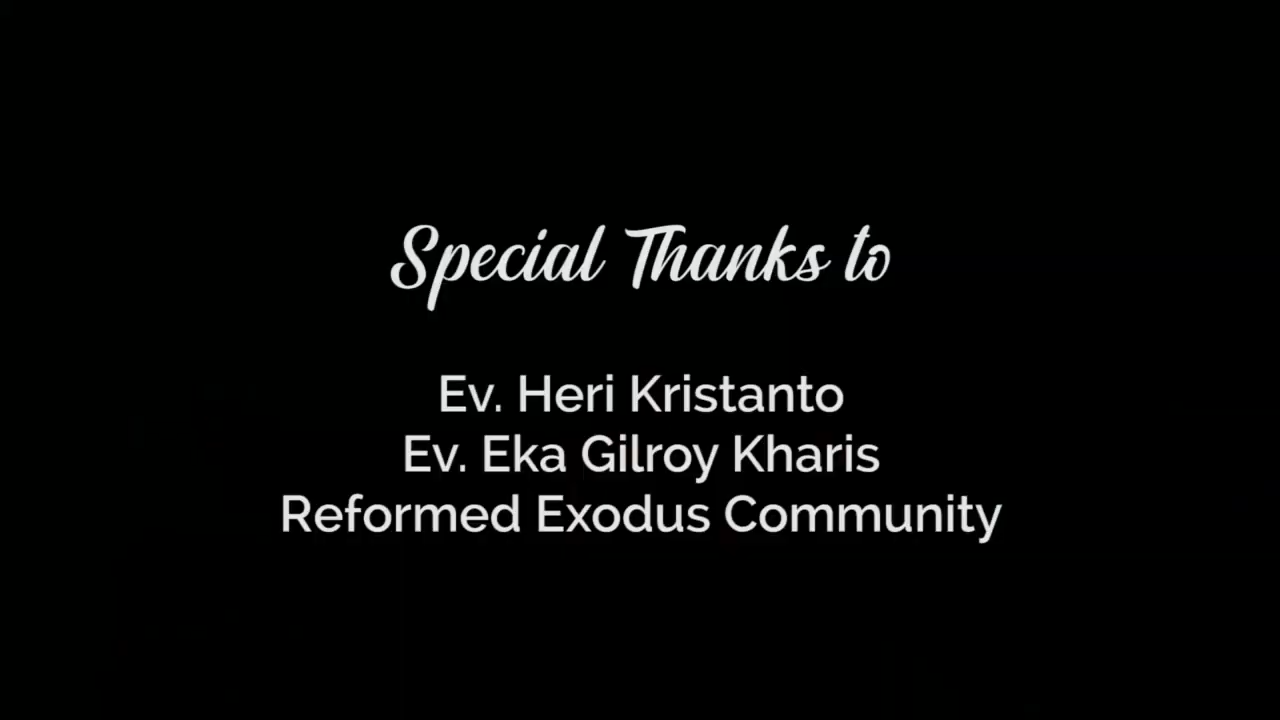 Special Thanks to
Ev. Heri Kristanto
Ev. Eka Gilroy Kharis
Reformed Exodus Community